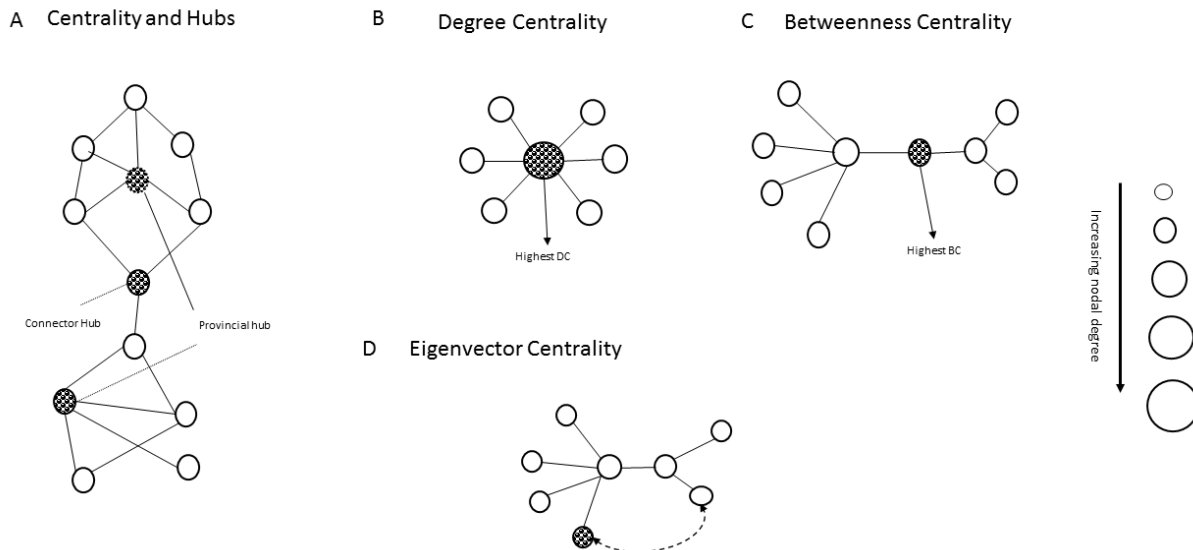 A Centrality and Hubs
B Degree Centrality
C Betweenness Centrality
Highest DC
Highest BC
Increasing nodal degree
Connector Hub
Provincial hub
D Eigenvector Centrality